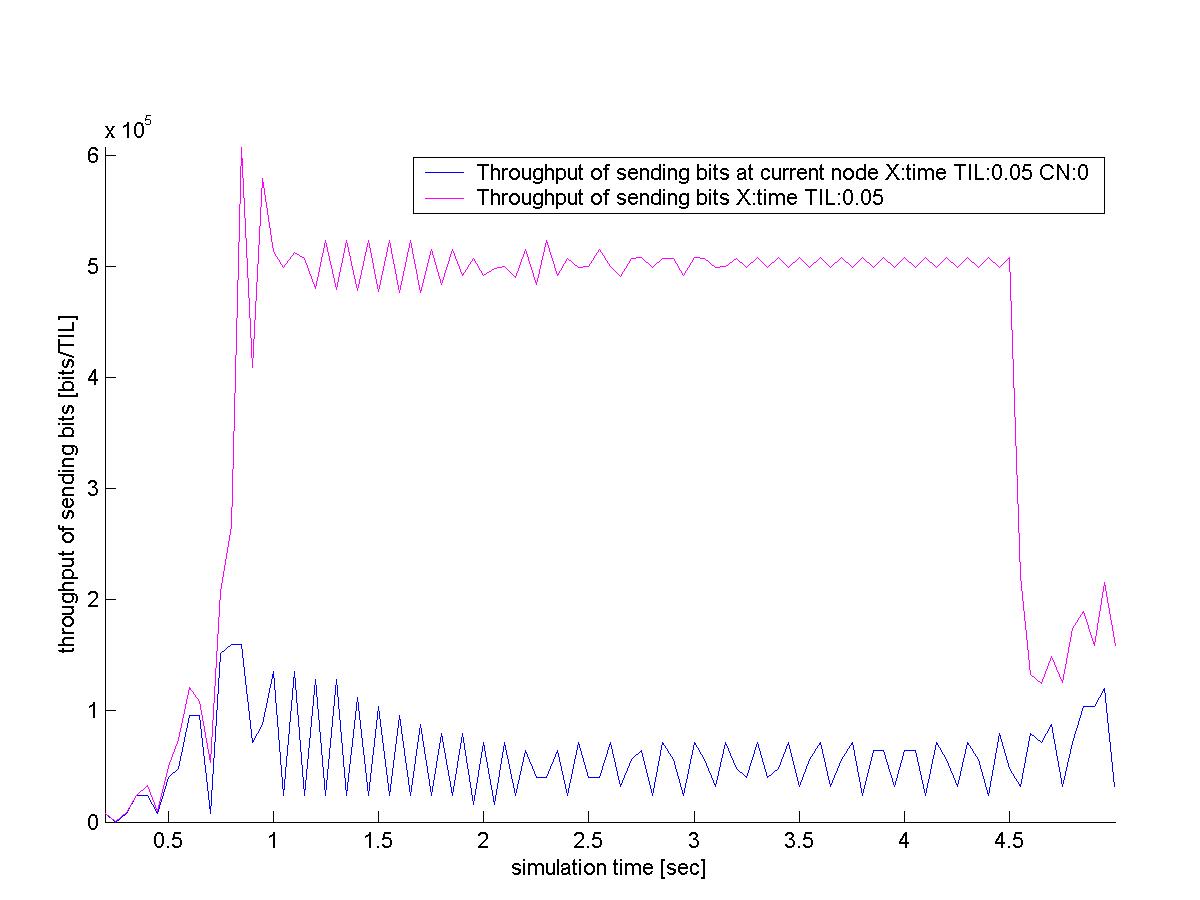 x 10^5
6
5
4
3
2
1
0
throughput of sending bits [bits/TIL]
Throughput of sending bits at current node X:time TIL:0.05 CN:0
Throughput of sending bits X:time TIL:0.05
0.5 1 1.5 2 2.5 3 3.5 4 4.5
simulation time [sec]